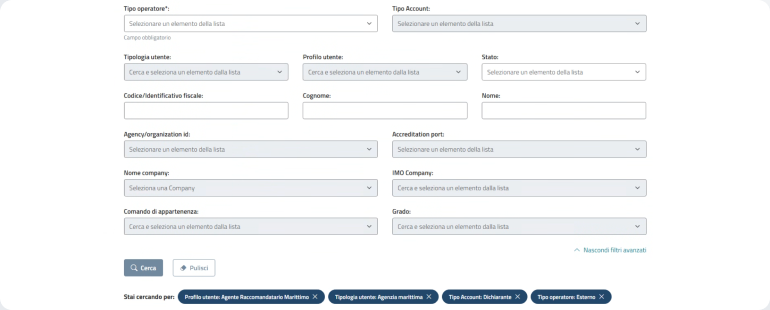 Tipo operatore*: Tipo Account:
Selezionare un elemento della lista Selezionare un elemento della lista
Campo obbligatorio
Tipologia utente: Profilo utente: Stato:
Cerca e seleziona un elemento dalla lista Cerca e seleziona un elemento dalla lista Selezionare un elemento della lista
Codice/Identificativo fiscale: Cognome: Nome:
Agency/organization id: Accreditation port:
Selezionare un elemento della lista Selezionare un elemento della lista
Nome company: IMO Company:
Seleziona una Company Cerca e seleziona un elemento dalla lista
Comando di appartenenza: Grado:
Cerca e seleziona un elemento dalla lista Cerca e seleziona un elemento dalla lista
Nascondi filtri avanzati
Cerca Pulisci
Stai cercando per: Profilo utente: Agente Raccomandatario Marittimo Tipologia utente: Agenzia marittima Tipo Account: Dichiarante Tipo operatore: Esterno